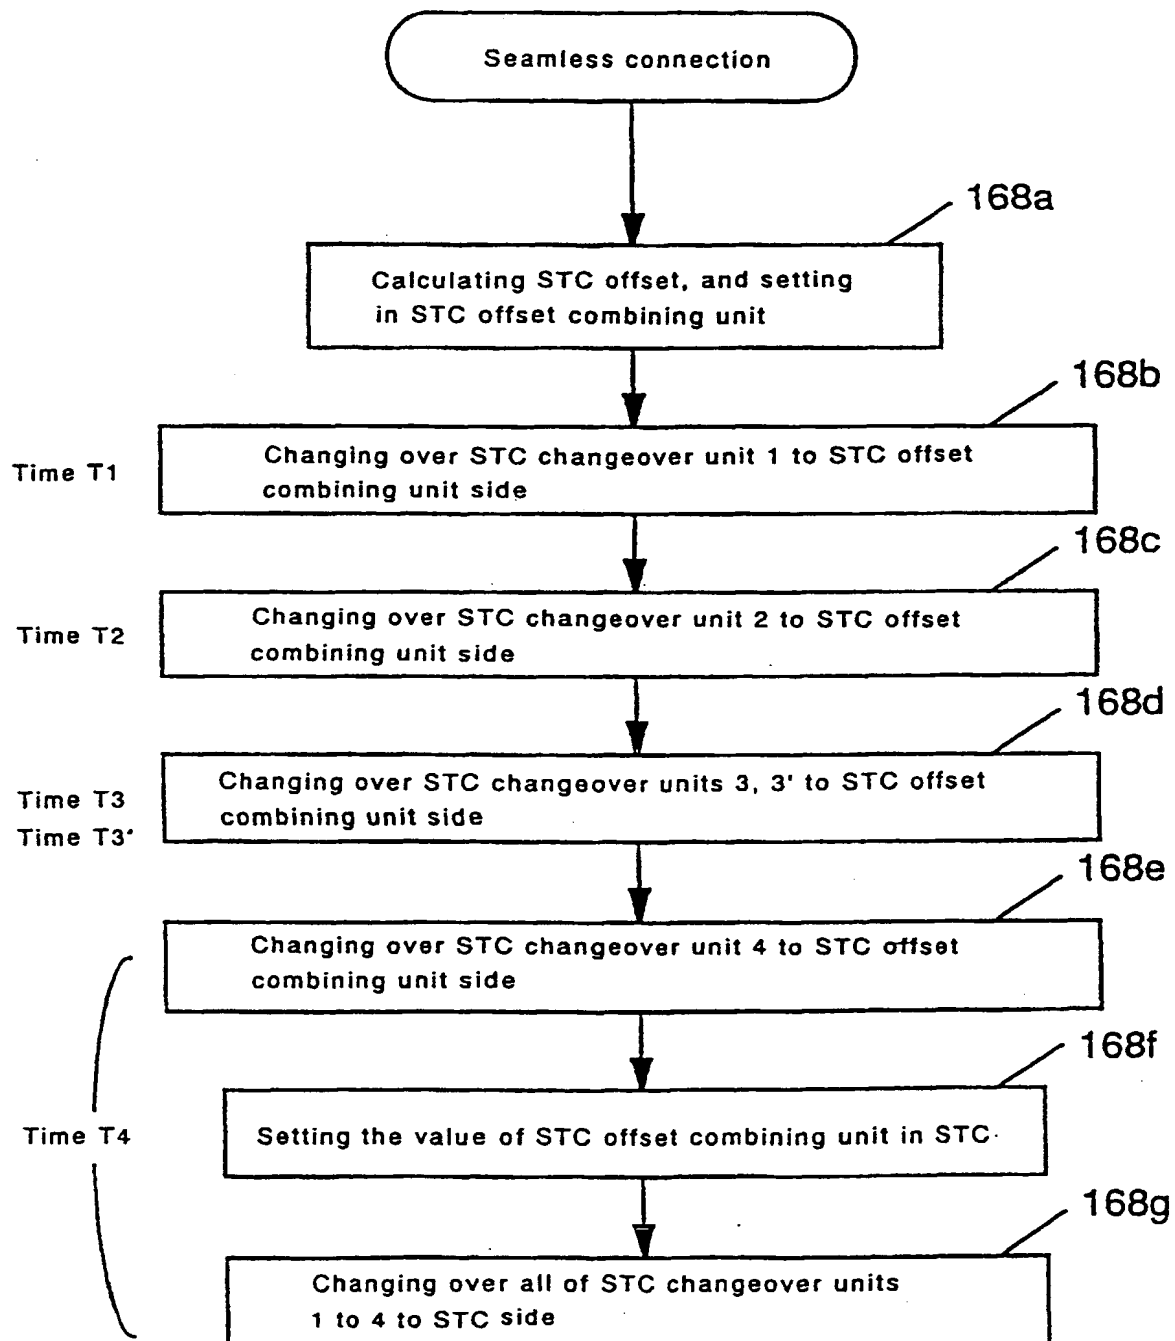 Seamless connection
168a
Calculating STC offset, and setting
in STC offset combining unit
168b
Time T1
Changing over STC changeover unit 1 to STC offset
combining unit side
168c
Time T2
Changing over STC changeover unit 2 to STC offset
combining unit side
168d
Time T3
Time T3'
Changing over STC changeover units 3, 3' to STC offset
combining unit side
168e
Changing over STC changeover unit 4 to STC offset
combining unit side
168f
Time T4
Setting the value of STC offset combining unit in STC
168g
Changing over all of STC changeover units
1 to 4 to STC side